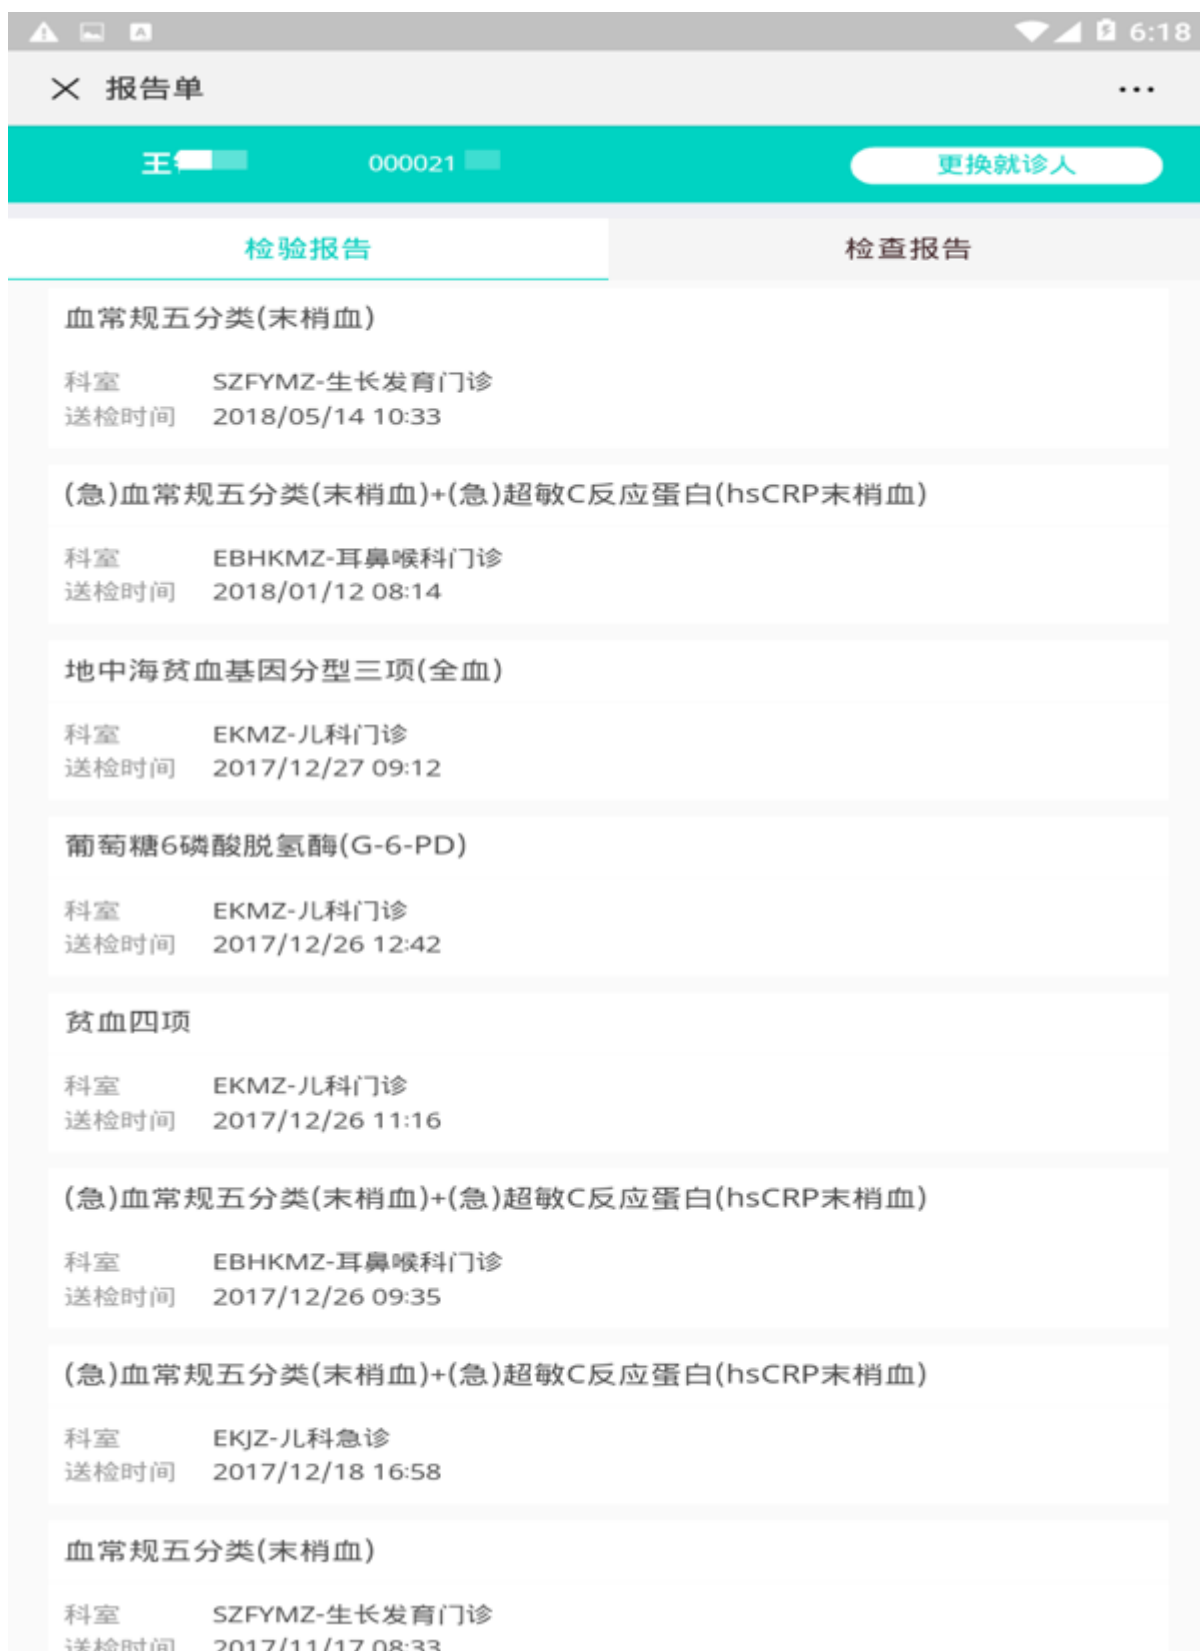 6:18
报告单
王 000021 更换就诊人
检验报告 检查报告
血常规五分类(末梢血)
科室 SZFYMZ-生长发育门诊
送检时间 2018/05/14 10:33
(急)血常规五分类(末梢血)+(急)超敏C反应蛋白(hsCRP末梢血)
科室 EBHKMZ-耳鼻喉科门诊
送检时间 2018/01/12 08:14
地中海贫血基因分型三项(全血)
科室 EKMZ-儿科门诊
送检时间 2017/12/27 09:12
葡萄糖6磷酸脱氢酶(G-6-PD)
科室 EKMZ-儿科门诊
送检时间 2017/12/26 12:42
贫血四项
科室 EKMZ-儿科门诊
送检时间 2017/12/26 11:16
(急)血常规五分类(末梢血)+(急)超敏C反应蛋白(hsCRP末梢血)
科室 EBHKMZ-耳鼻喉科门诊
送检时间 2017/12/26 09:35
(急)血常规五分类(末梢血)+(急)超敏C反应蛋白(hsCRP末梢血)
科室 EKJZ-儿科急诊
送检时间 2017/12/18 16:58
血常规五分类(末梢血)
科室 SZFYMZ-生长发育门诊
送检时间 2017/11/17 08:33